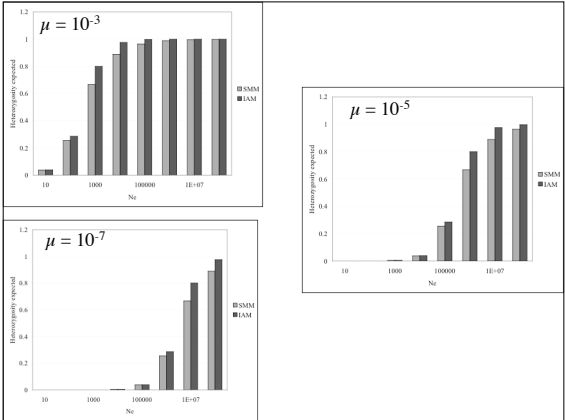 μ = 10-3
1.2
1
0.8
0.6
0.4
0.2
0
Heterozygosity expected
10
1000
100000
1E+07
Ne
SMM
IAM
μ = 10-5
1.2
1
0.8
0.6
0.4
0.2
0
Heterozygosity expected
10
1000
100000
1E+07
Ne
SMM
IAM
μ = 10-7
1.2
1
0.8
0.6
0.4
0.2
0
Heterozygosity expected
10
1000
100000
1E+07
Ne
SMM
IAM